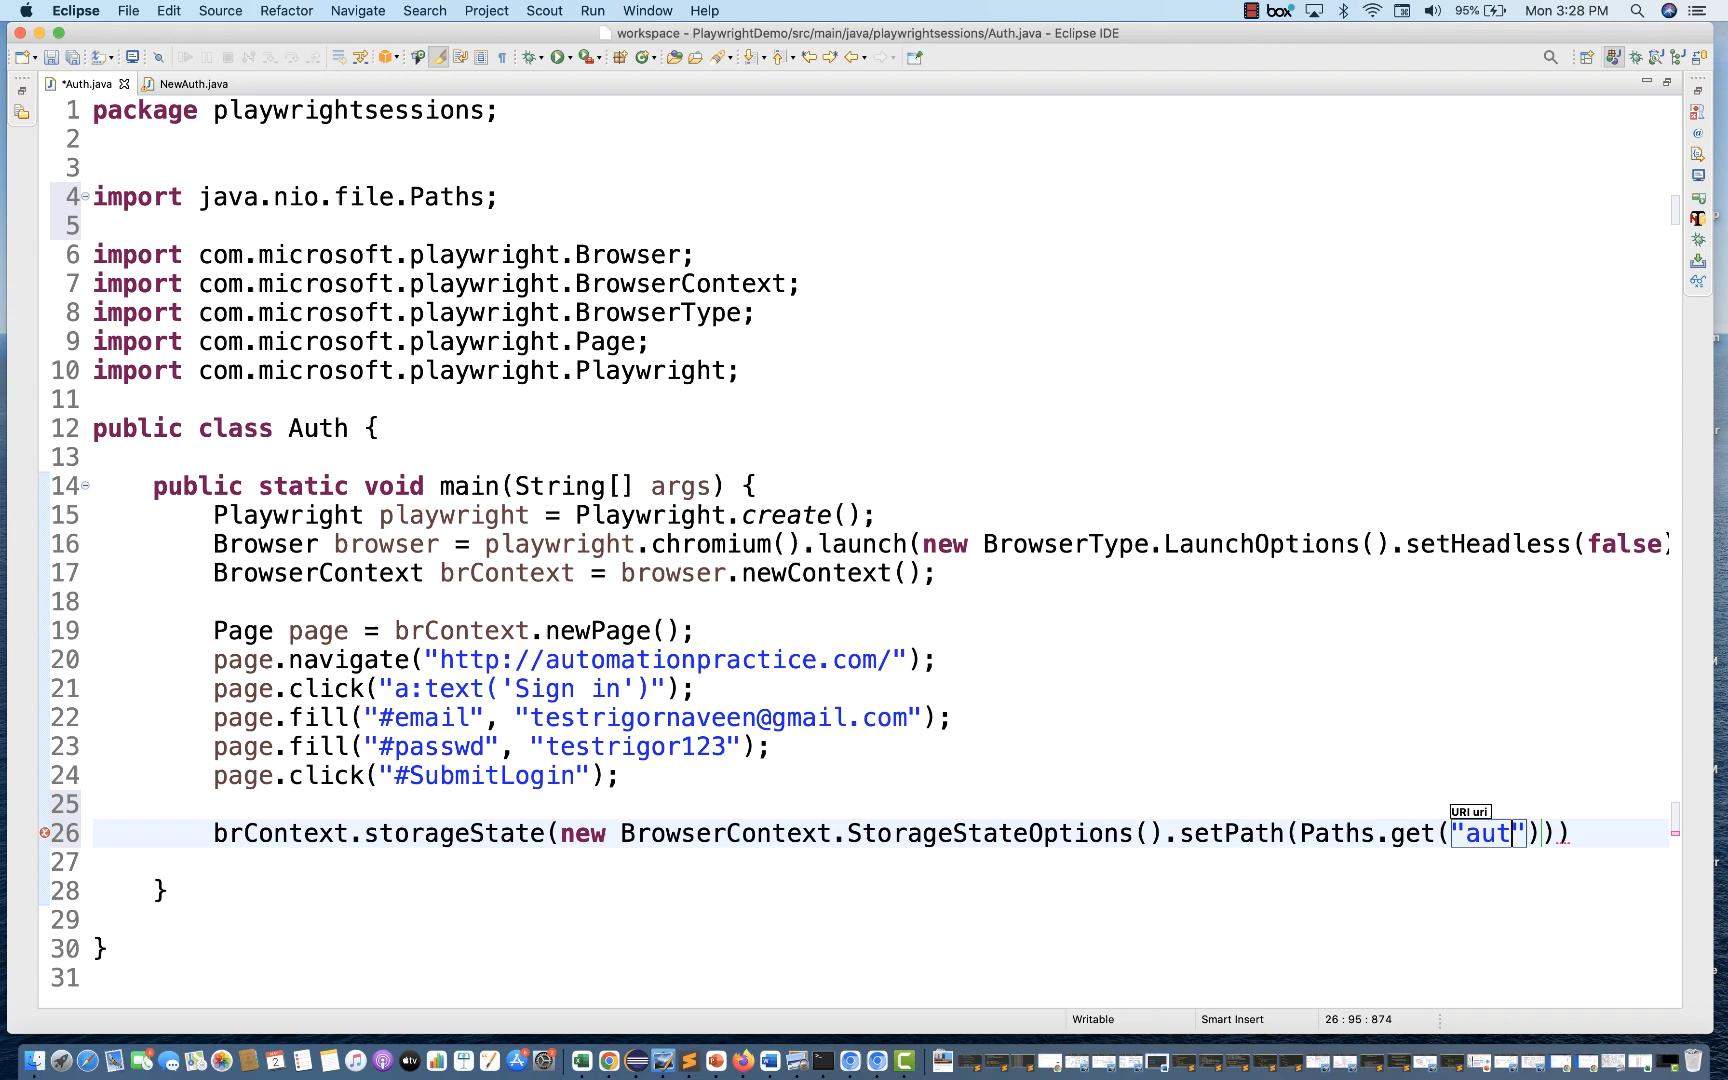 Eclipse File Edit Source Refactor Navigate Search Project Scout Run Window Help box 95% Mon 3:28 PM
workspace - PlaywrightDemo/src/main/java/playwrightsessions/Auth.java - Eclipse IDE
*Auth.java NewAuth.java
1 package playwrightsessions;
2
3
4 import java.nio.file.Paths;
5
6 import com.microsoft.playwright.Browser;
7 import com.microsoft.playwright.BrowserContext;
8 import com.microsoft.playwright.BrowserType;
9 import com.microsoft.playwright.Page;
10 import com.microsoft.playwright.Playwright;
11
12 public class Auth {
13
14 public static void main(String[] args) {
15 Playwright playwright = Playwright.create();
16 Browser browser = playwright.chromium().launch(new BrowserType.LaunchOptions().setHeadless(false)
17 BrowserContext brContext = browser.newContext();
18
19 Page page = brContext.newPage();
20 page.navigate("http://automationpractice.com/");
21 page.click("a:text('Sign in')");
22 page.fill("#email", "testrigornaveen@gmail.com");
23 page.fill("#passwd", "testrigor123");
24 page.click("#SubmitLogin");
25
URI uri
26 brContext.storageState(new BrowserContext.StorageStateOptions().setPath(Paths.get("aut")))
27
28 }
29
30 }
31
Writable Smart Insert 26 : 95 : 874